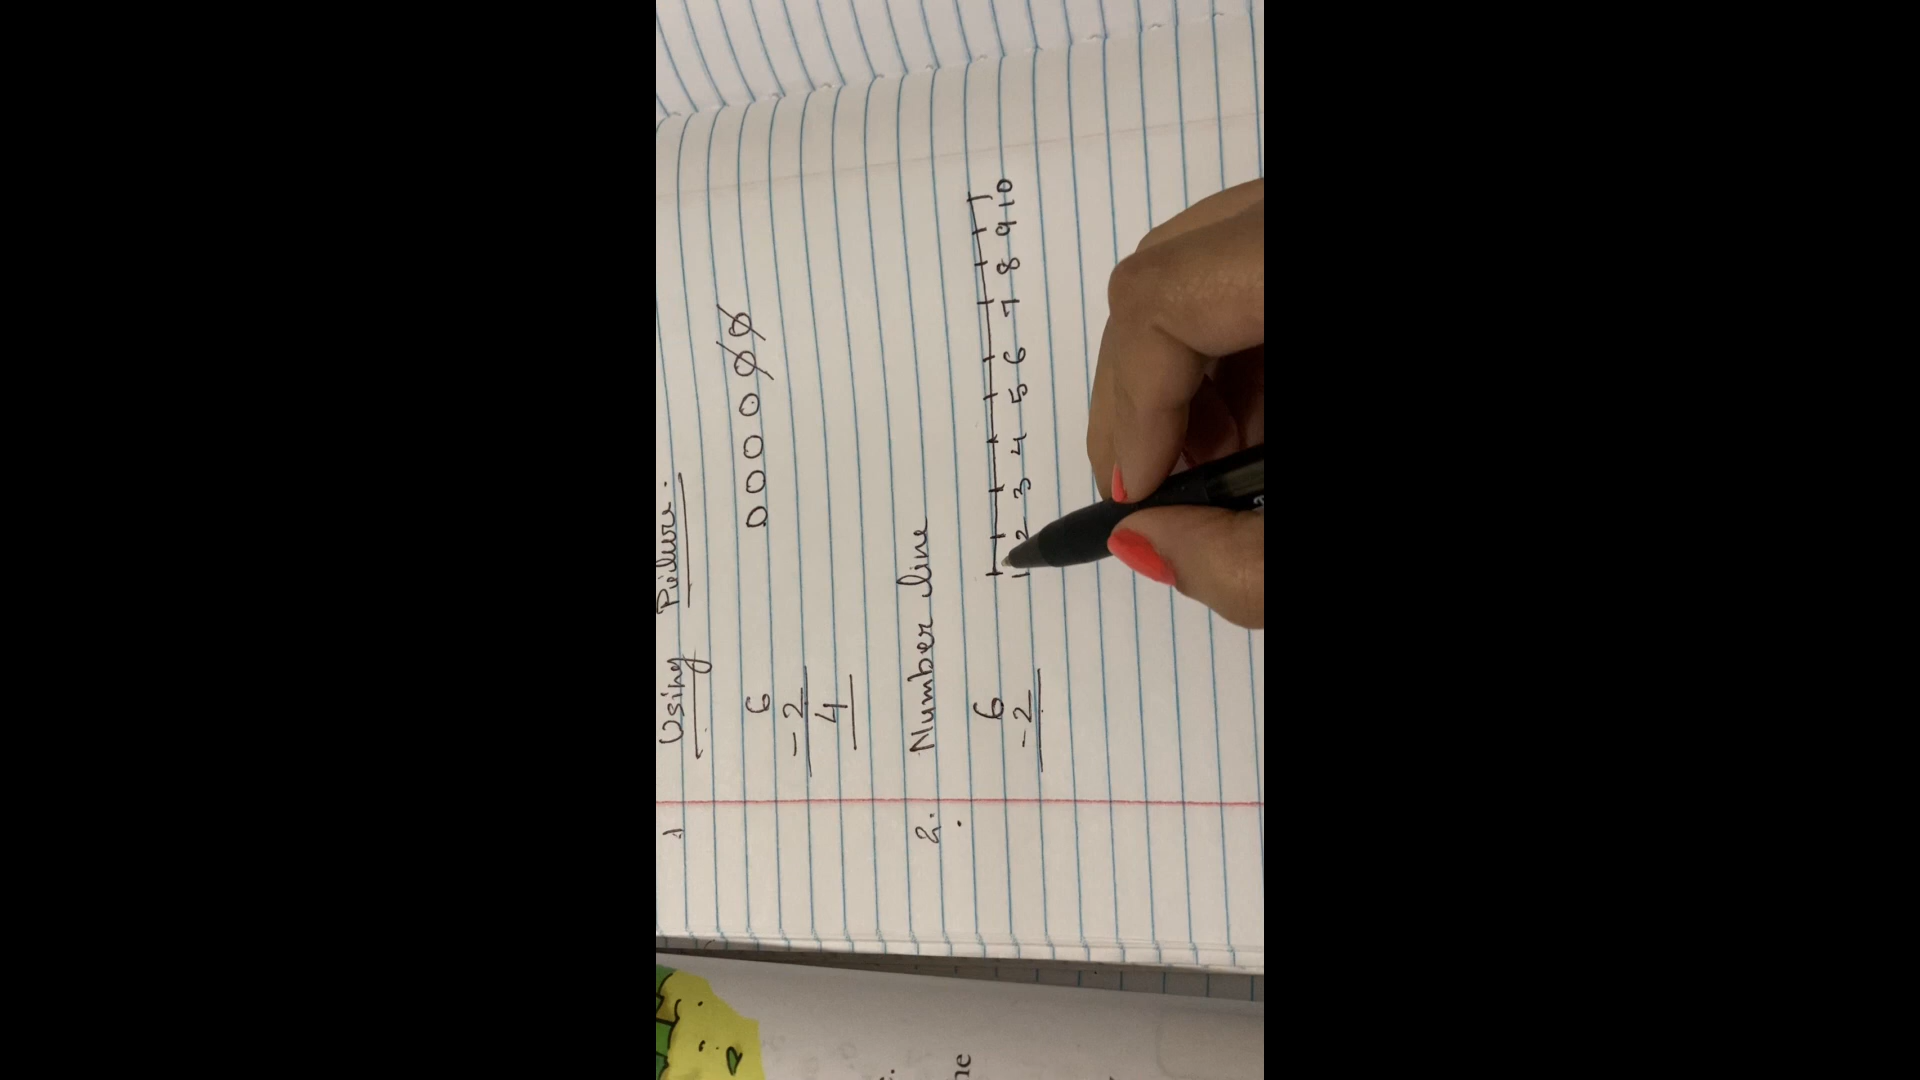 1 Using Picture.
6 000000
-2
4
2. Number line
6
-2
1 2 3 4 5 6 7 8 9 10